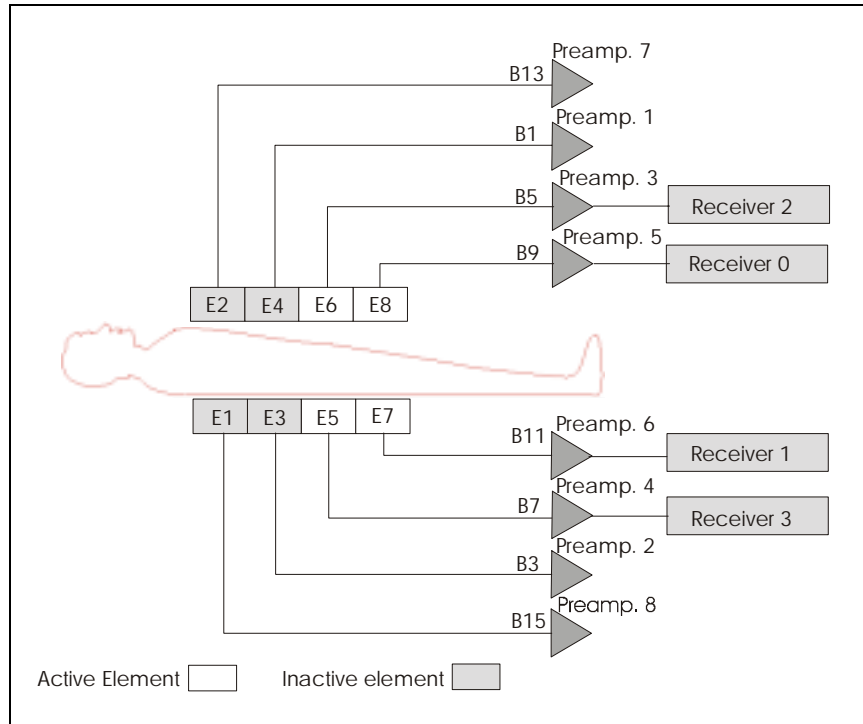 Preamp. 7
B13
Preamp. 1
B1
Preamp. 3
B5
Receiver 2
Preamp. 5
B9
Receiver 0
E2 E4 E6 E8
E1 E3 E5 E7
Preamp. 6
B11
Receiver 1
Preamp. 4
B7
Receiver 3
Preamp. 2
B3
Preamp. 8
B15
Active Element
Inactive element